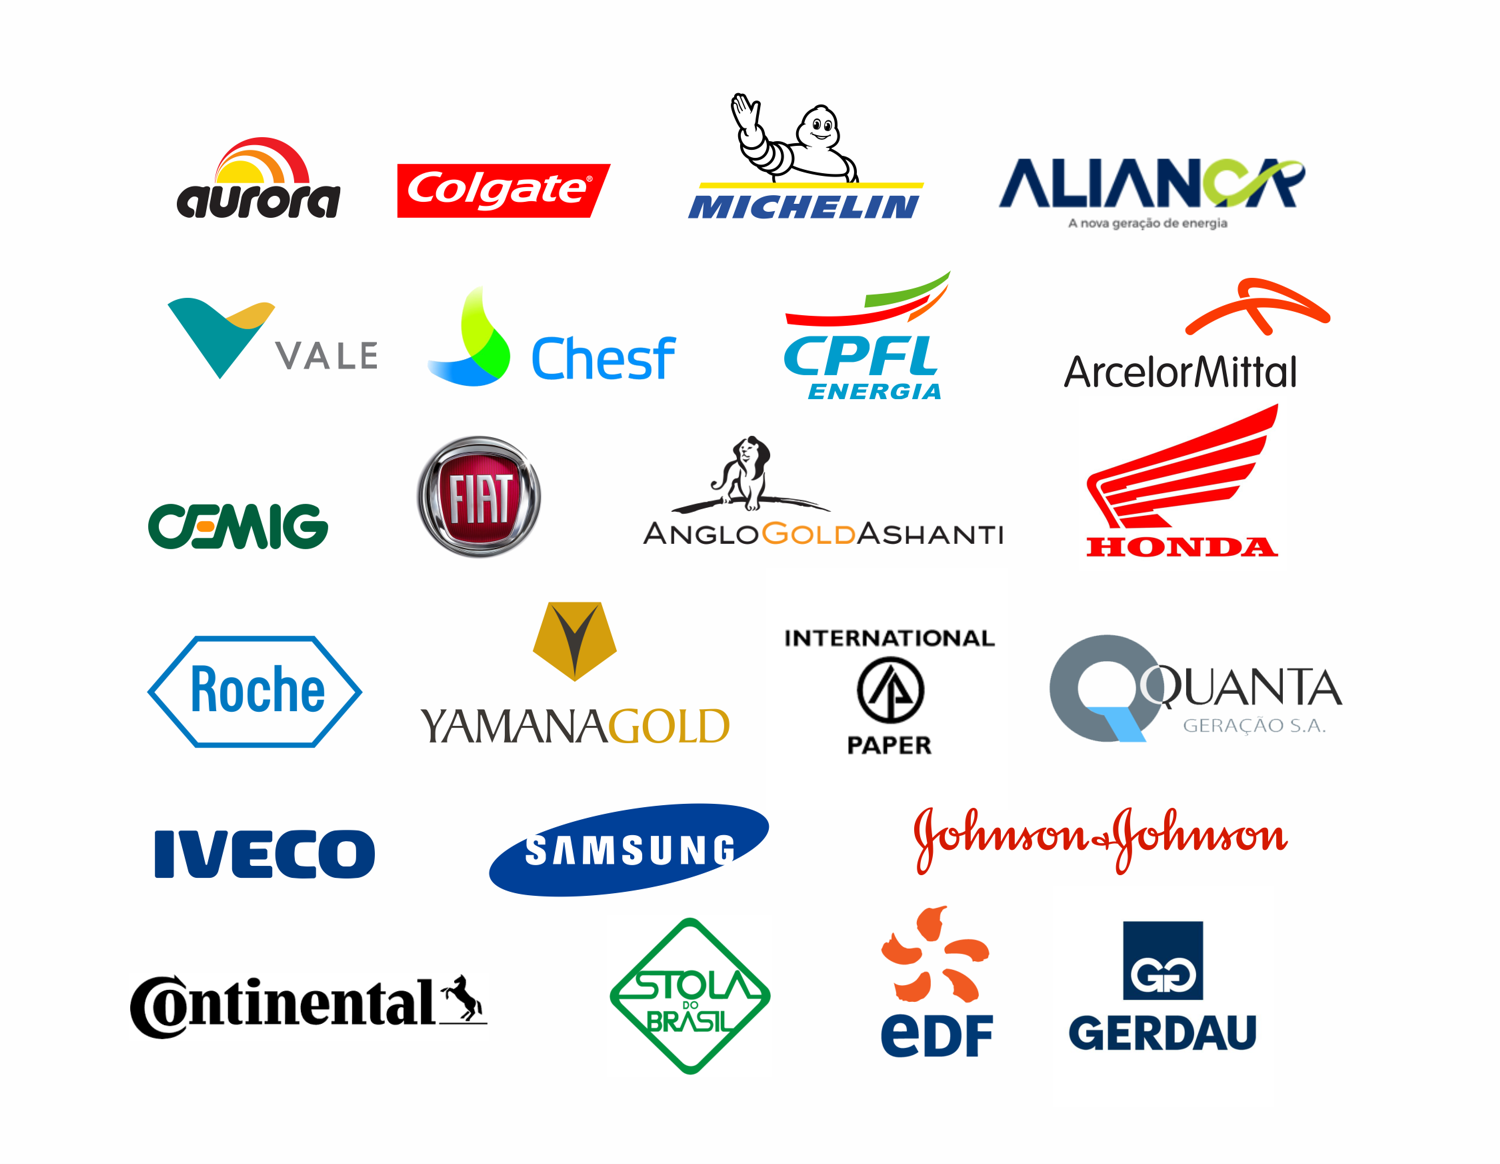 aurora
Colgate®
MICHELIN
ALIANÇA
A nova geração de energia
VALE
Chesf
CPFL
ENERGIA
ArcelorMittal
CEMIG
FIAT
ANGLOGOLDASHANTI
HONDA
Roche
YAMANAGOLD
INTERNATIONAL
PAPER
QUANTA
GERAÇÃO S.A.
IVECO
SAMSUNG
Johnson & Johnson
Continental
STOLA
DO
BRASIL
eDF
GG
GERDAU